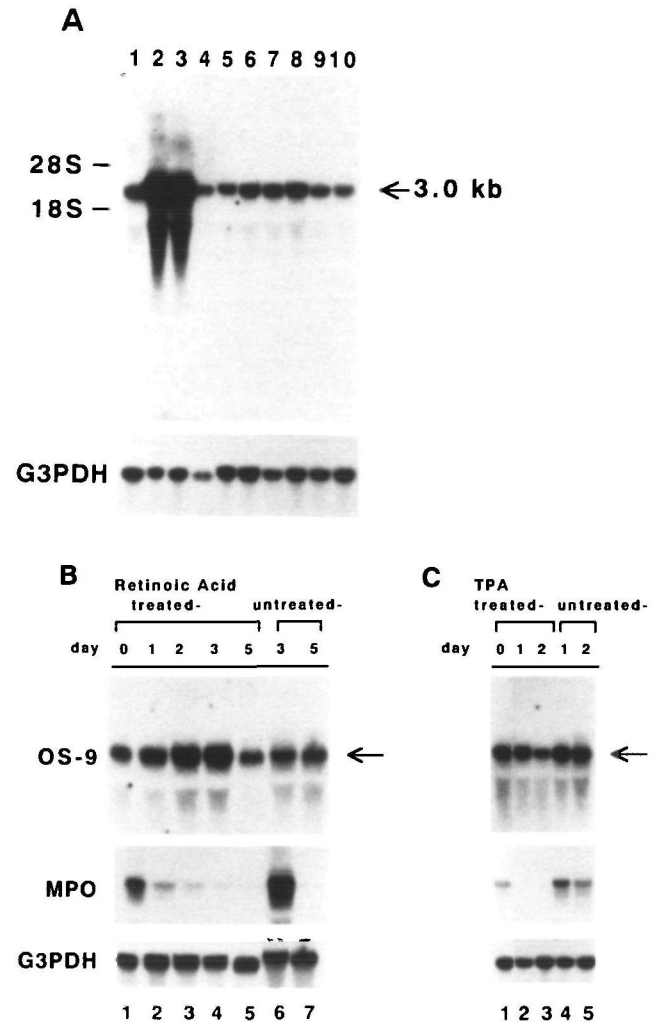 A
1 2 3 4 5 6 7 8 9 10
28S –
18S –
←3.0 kb
G3PDH
B
Retinoic Acid
treated-
untreated-
day 0 1 2 3 5 3 5
OS-9
←
MPO
G3PDH
1 2 3 4 5 6 7
C
TPA
treated-
untreated-
day 0 1 2 1 2
←
1 2 3 4 5